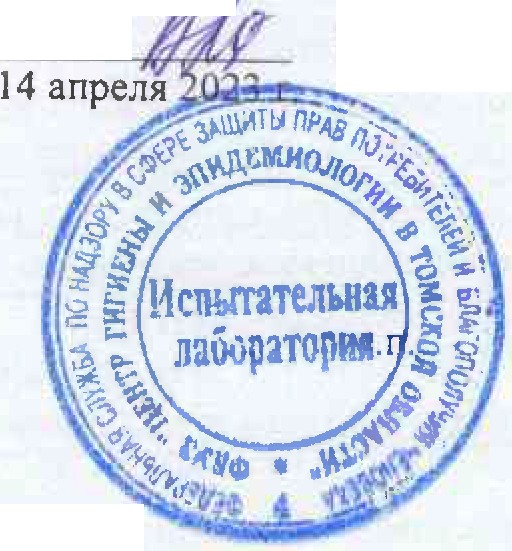 14 апреля 2023 г.
ФЕДЕРАЛЬНАЯ СЛУЖБА ПО НАДЗОРУ В СФЕРЕ ЗАЩИТЫ ПРАВ ПОТРЕБИТЕЛЕЙ И БЛАГОПОЛУЧИЯ ЧЕЛОВЕКА
4
ФБУЗ "ЦЕНТР ГИГИЕНЫ И ЭПИДЕМИОЛОГИИ В ТОМСКОЙ ОБЛАСТИ" *
Испытательная
лаборатория
.п.